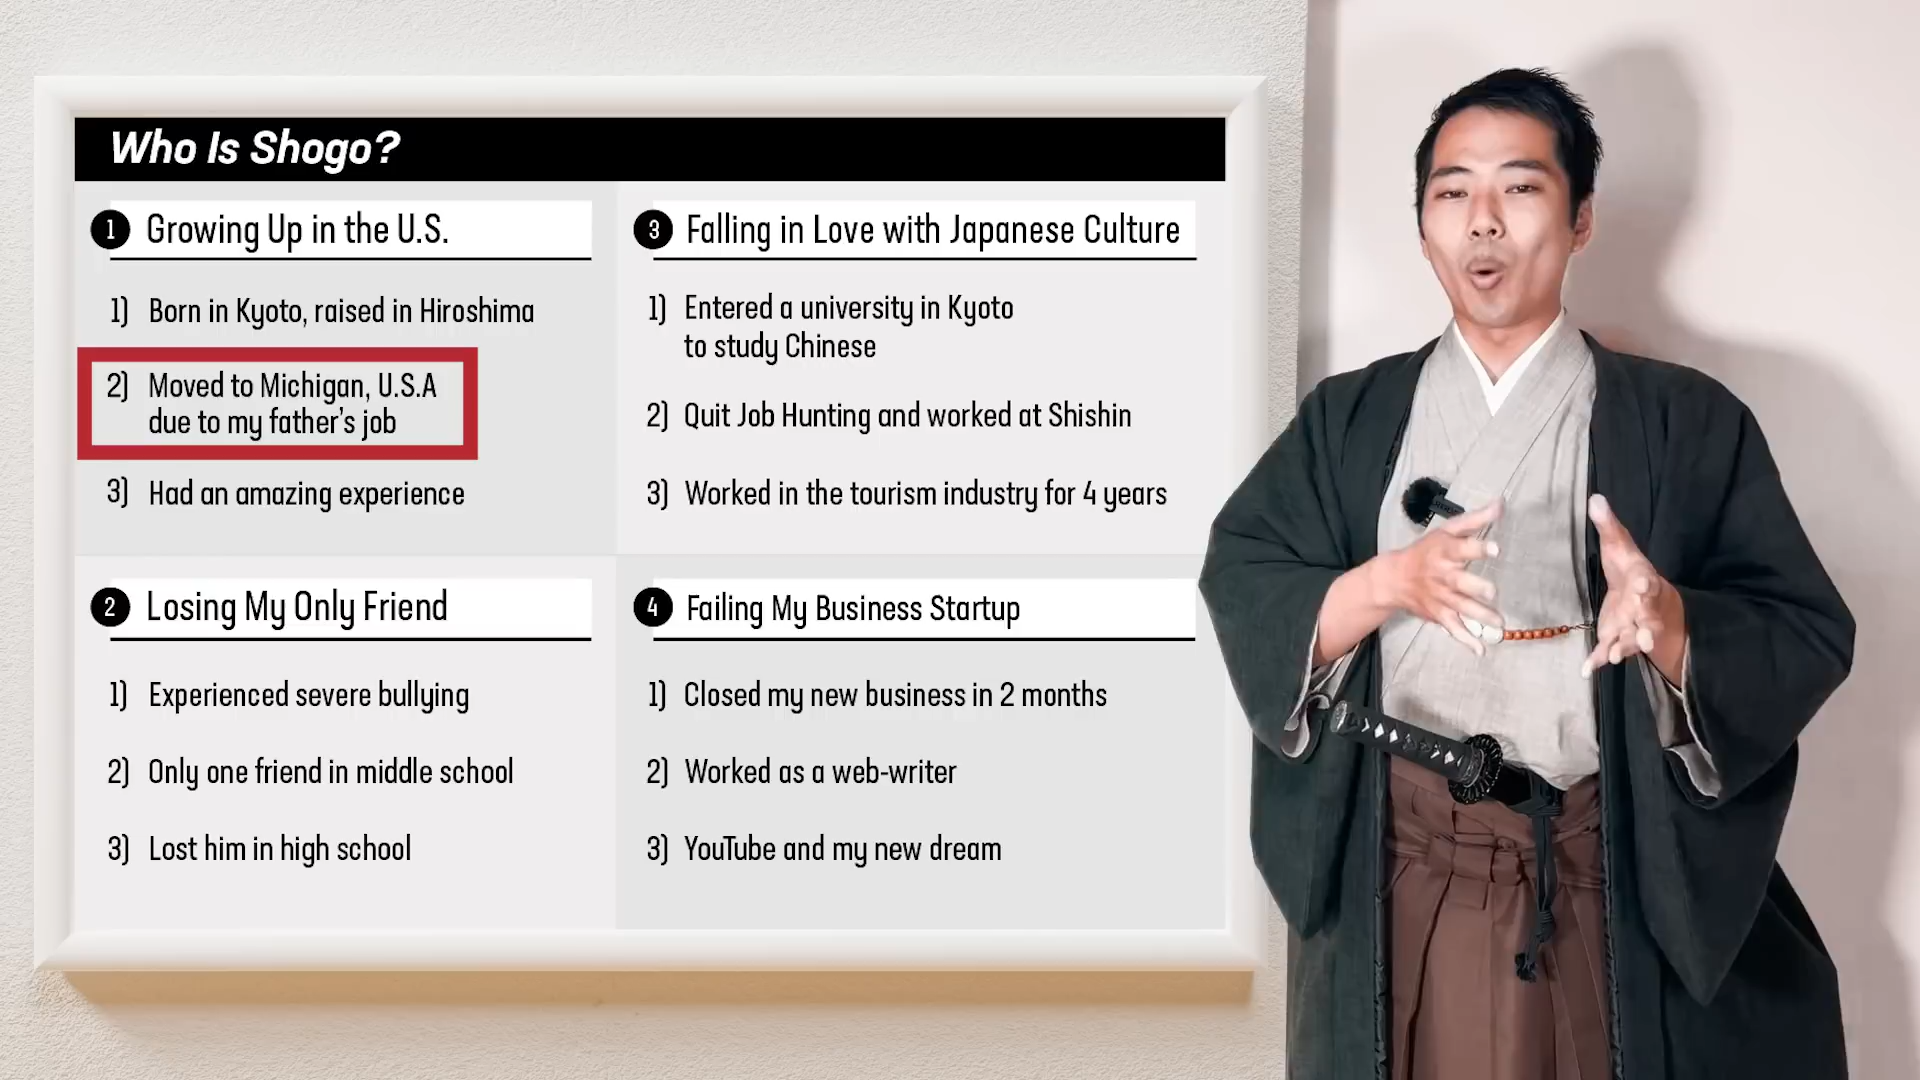 Who Is Shogo?
1 Growing Up in the U.S.
1) Born in Kyoto, raised in Hiroshima
2) Moved to Michigan, U.S.A
due to my father's job
3) Had an amazing experience
2 Losing My Only Friend
1) Experienced severe bullying
2) Only one friend in middle school
3) Lost him in high school
3 Falling in Love with Japanese Culture
1) Entered a university in Kyoto
to study Chinese
2) Quit Job Hunting and worked at Shishin
3) Worked in the tourism industry for 4 years
4 Failing My Business Startup
1) Closed my new business in 2 months
2) Worked as a web-writer
3) YouTube and my new dream